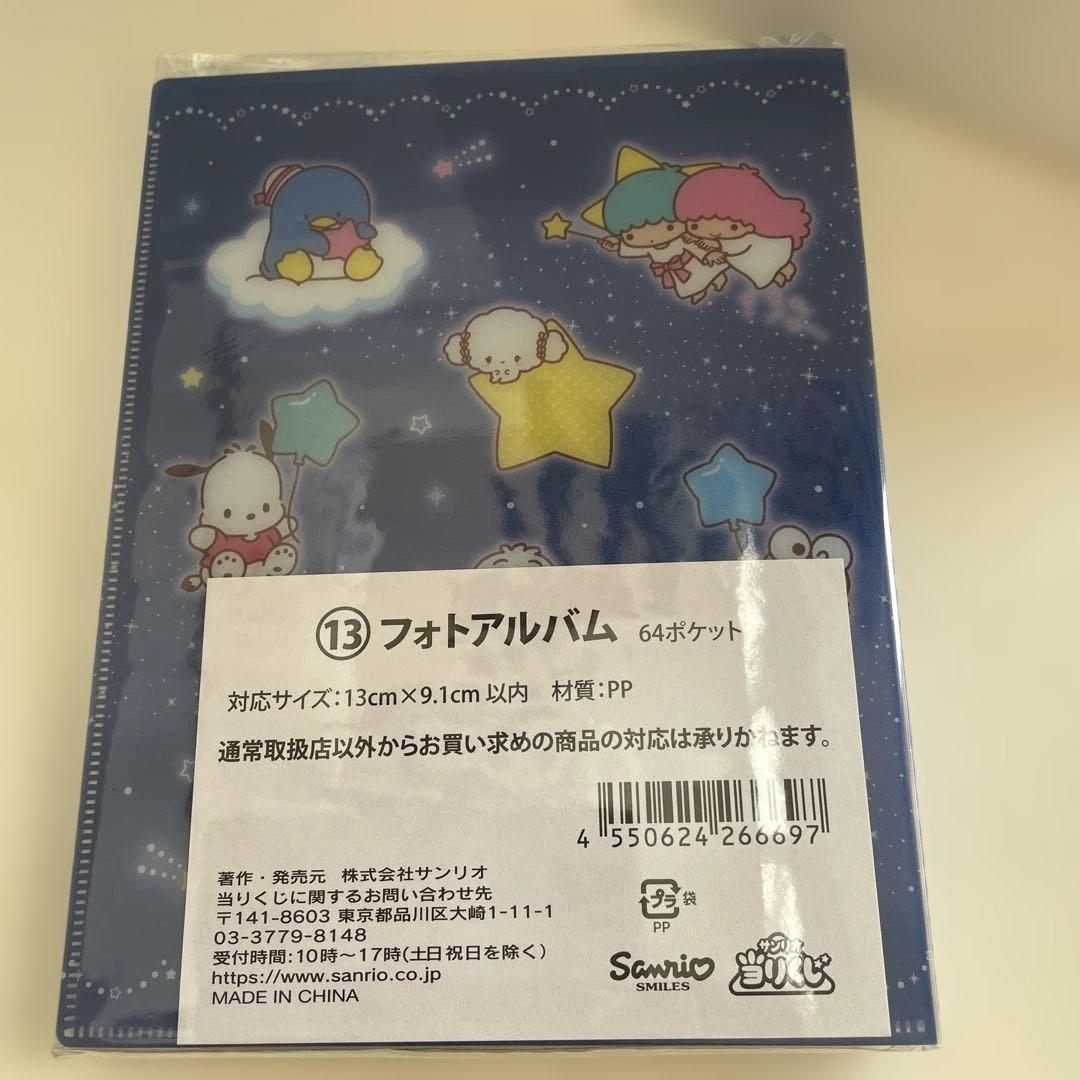 ⑬フォトアルバム 64ポケット
対応サイズ：13cm×9.1cm 以内　材質：PP
通常取扱店以外からお買い求めの商品の対応は承りかねます。
4 550624 266697
著作・発売元　株式会社サンリオ
当りくじに関するお問い合わせ先
〒141-8603 東京都品川区大崎1-11-1
03-3779-8148
受付時間:10時～17時(土日祝日を除く)
https://www.sanrio.co.jp
MADE IN CHINA
プラ 袋
PP
Sanrio
SMILES
サンリオ
当りくじ